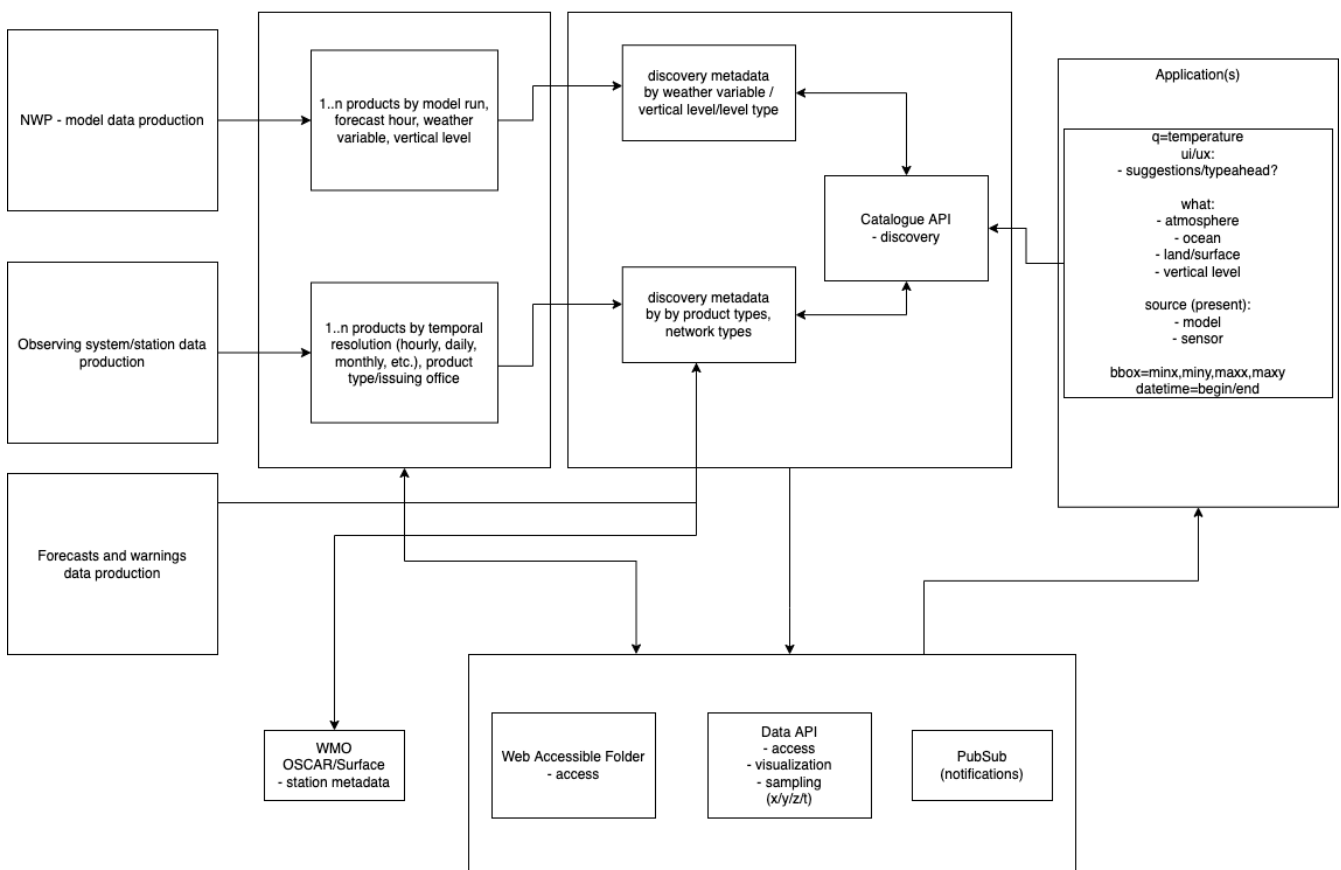 NWP - model data production
1..n products by model run,
forecast hour, weather
variable, vertical level
discovery metadata
by weather variable /
vertical level/level type
Application(s)
q=temperature
ui/ux:
- suggestions/typeahead?
what:
- atmosphere
- ocean
- land/surface
- vertical level
source (present):
- model
- sensor
bbox=minx,miny,maxx,maxy
datetime=begin/end
Catalogue API
- discovery
Observing system/station data
production
1..n products by temporal
resolution (hourly, daily,
monthly, etc.), product
type/issuing office
discovery metadata
by by product types,
network types
Forecasts and warnings
data production
WMO
OSCAR/Surface
- station metadata
Web Accessible Folder
- access
Data API
- access
- visualization
- sampling
(x/y/z/t)
PubSub
(notifications)